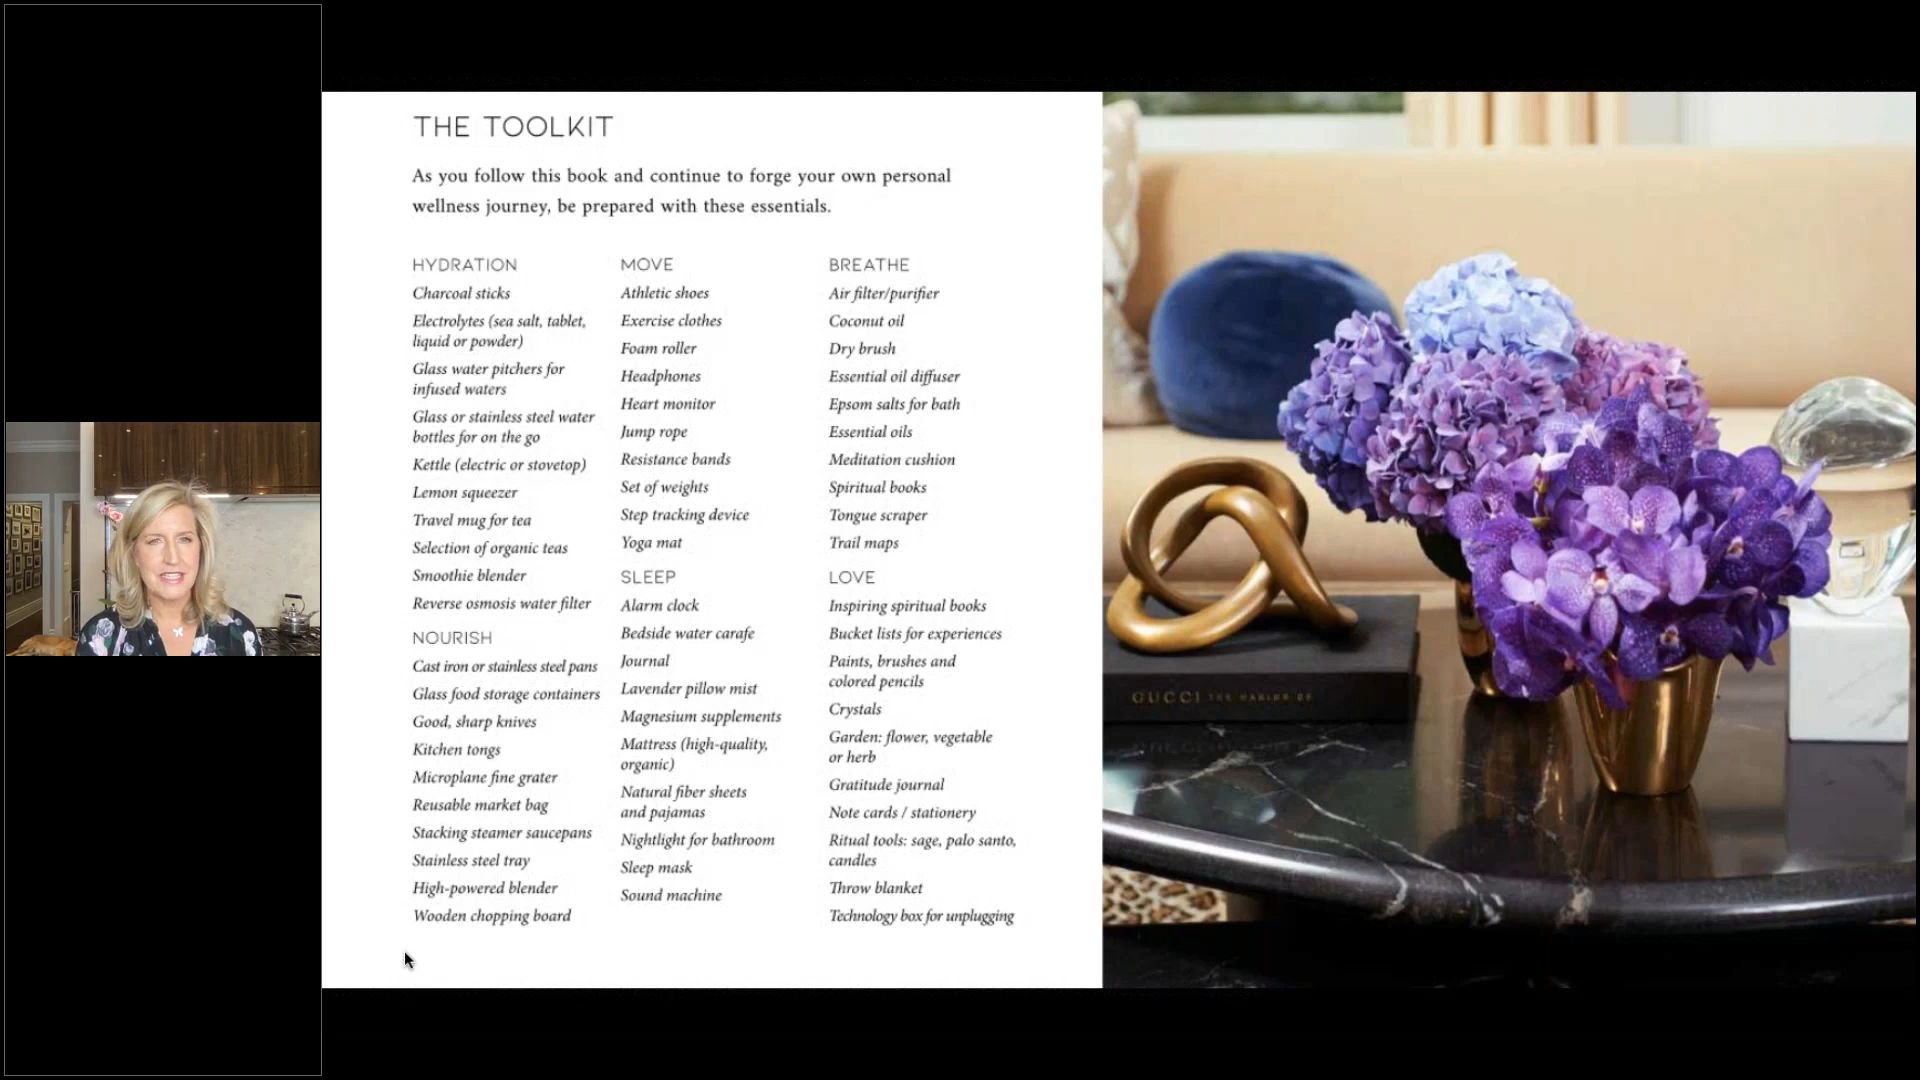 THE TOOLKIT
As you follow this book and continue to forge your own personal
wellness journey, be prepared with these essentials.
HYDRATION
Charcoal sticks
Electrolytes (sea salt, tablet,
liquid or powder)
Glass water pitchers for
infused waters
Glass or stainless steel water
bottles for on the go
Kettle (electric or stovetop)
Lemon squeezer
Travel mug for tea
Selection of organic teas
Smoothie blender
Reverse osmosis water filter
NOURISH
Cast iron or stainless steel pans
Glass food storage containers
Good, sharp knives
Kitchen tongs
Microplane fine grater
Reusable market bag
Stacking steamer saucepans
Stainless steel tray
High-powered blender
Wooden chopping board
MOVE
Athletic shoes
Exercise clothes
Foam roller
Headphones
Heart monitor
Jump rope
Resistance bands
Set of weights
Step tracking device
Yoga mat
SLEEP
Alarm clock
Bedside water carafe
Journal
Lavender pillow mist
Magnesium supplements
Mattress (high-quality,
organic)
Natural fiber sheets
and pajamas
Nightlight for bathroom
Sleep mask
Sound machine
BREATHE
Air filter/purifier
Coconut oil
Dry brush
Essential oil diffuser
Epsom salts for bath
Essential oils
Meditation cushion
Spiritual books
Tongue scraper
Trail maps
LOVE
Inspiring spiritual books
Bucket lists for experiences
Paints, brushes and
colored pencils
Crystals
Garden: flower, vegetable
or herb
Gratitude journal
Note cards / stationery
Ritual tools: sage, palo santo,
candles
Throw blanket
Technology box for unplugging
GUCCI THE MAKING OF